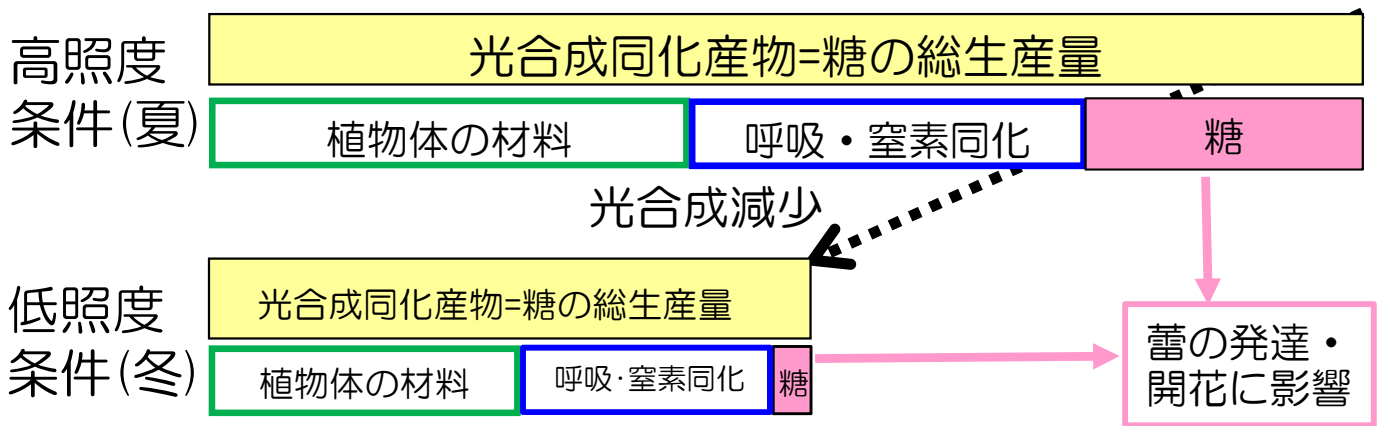 高照度
条件(夏)
光合成同化産物=糖の総生産量
植物体の材料
呼吸・窒素同化
糖
光合成減少
低照度
条件(冬)
光合成同化産物=糖の総生産量
植物体の材料
呼吸･窒素同化
糖
蕾の発達・
開花に影響